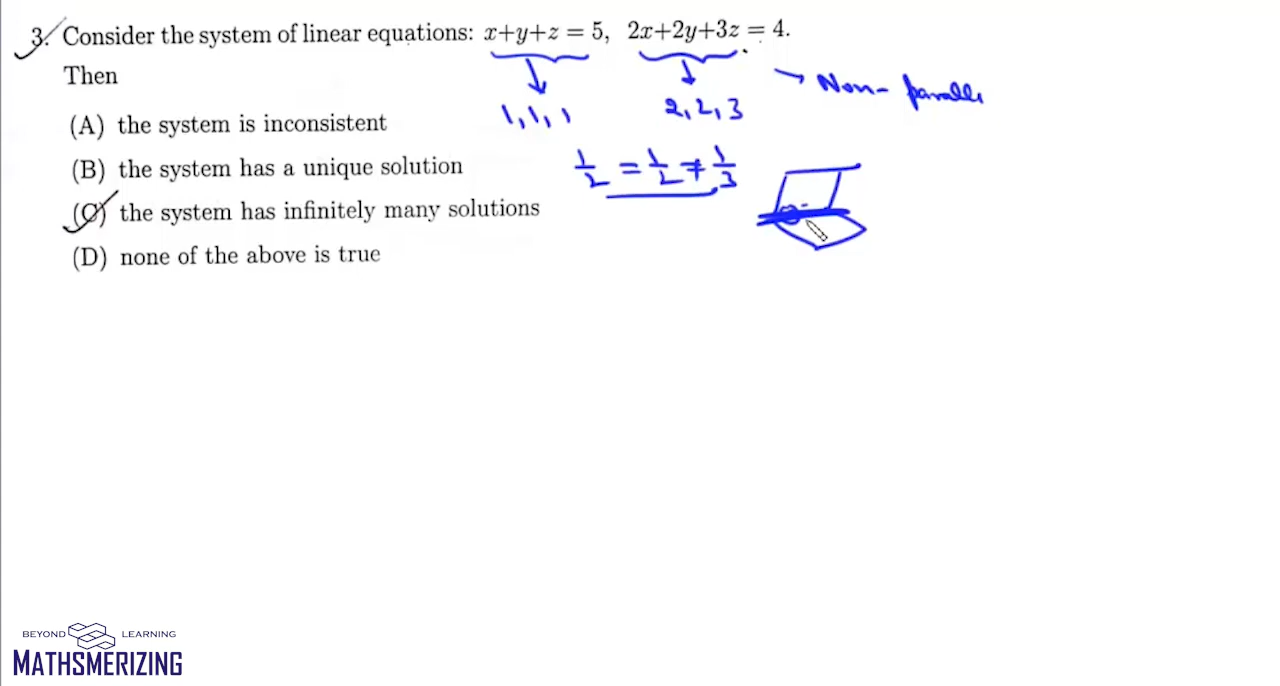 3. Consider the system of linear equations: x+y+z = 5, 2x+2y+3z = 4.
Then
→ Non-parallel
1, 1, 1 2, 2, 3
(A) the system is inconsistent
(B) the system has a unique solution
1/2 = 1/2 ≠ 1/3
(C) the system has infinitely many solutions
(D) none of the above is true
BEYOND LEARNING
MATHSMERIZING